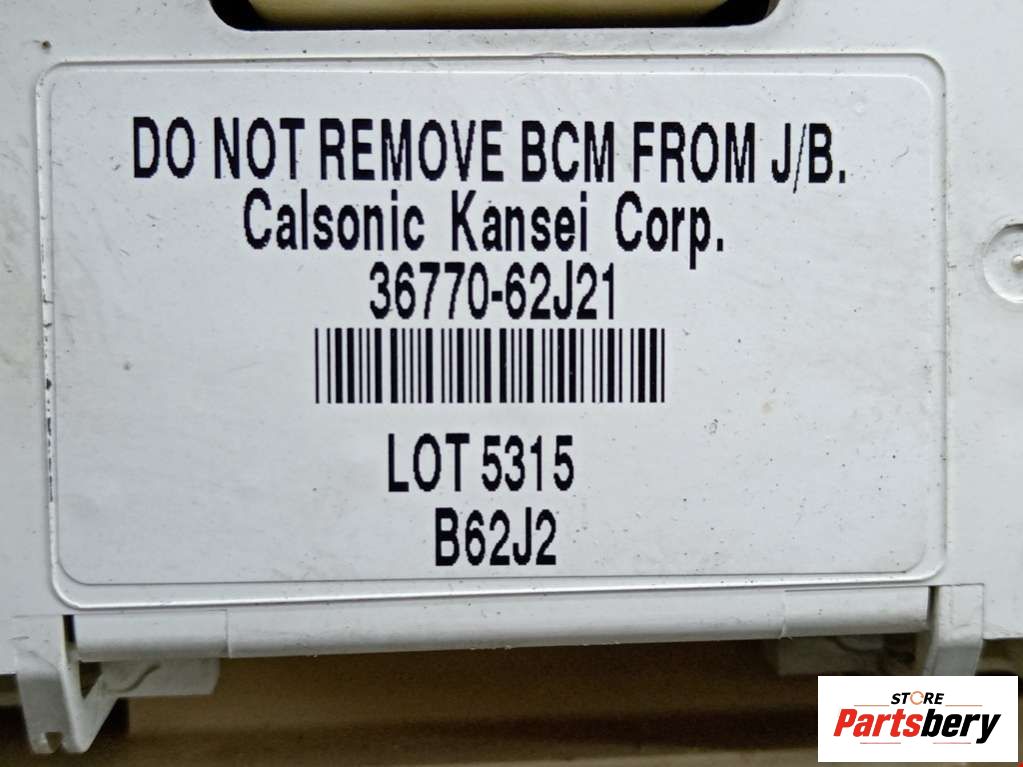 DO NOT REMOVE BCM FROM J/B.
Calsonic Kansei Corp.
36770-62J21
LOT 5315
B62J2
STORE
Partsbery